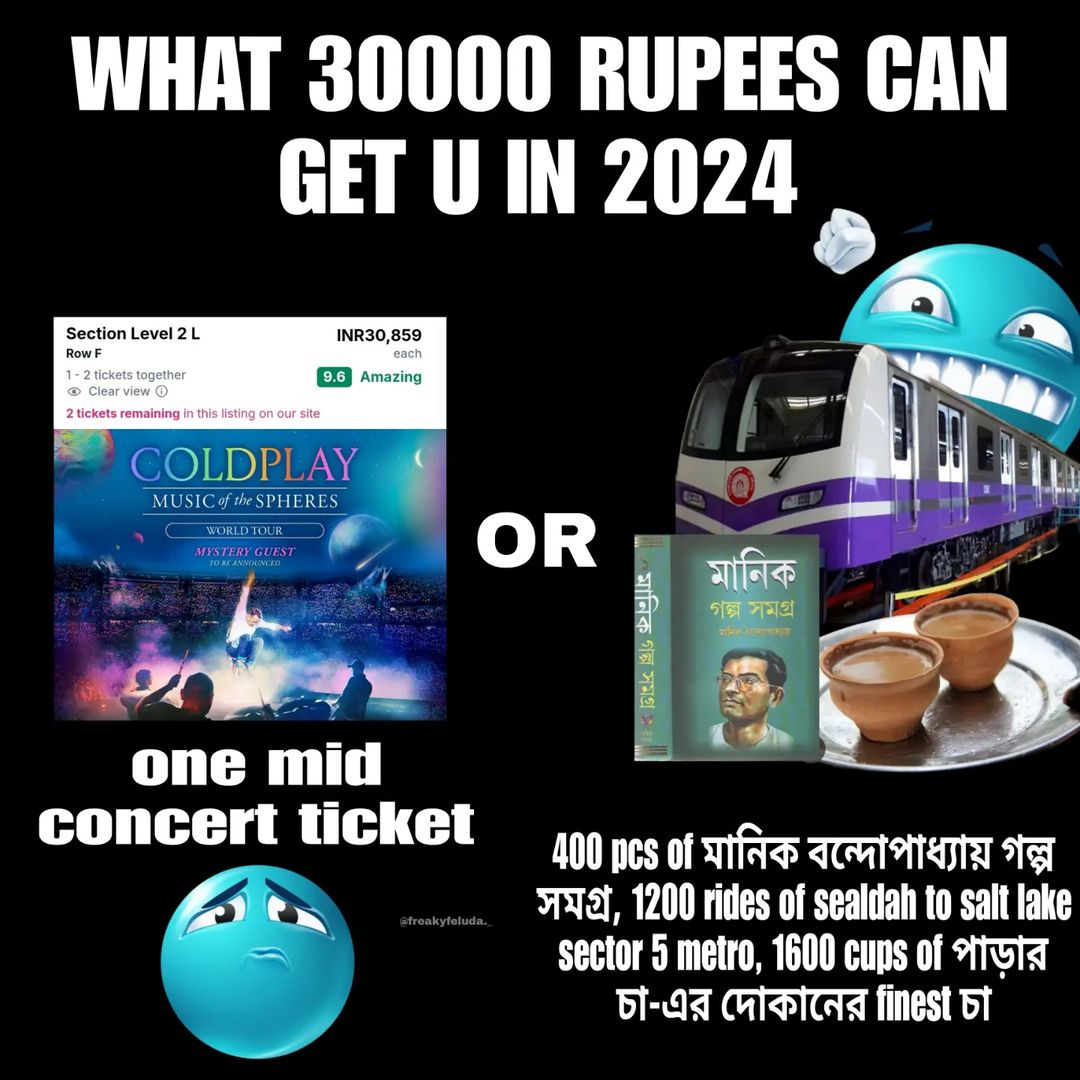 WHAT 30000 RUPEES CAN
GET U IN 2024
Section Level 2 L
INR30,859
Row F
each
1 - 2 tickets together
9.6 Amazing
Clear view
2 tickets remaining in this listing on our site
COLDPLAY
MUSIC of the SPHERES
WORLD TOUR
MYSTERY GUEST
TO BE ANNOUNCED
OR
মানিক
গল্প সমগ্র
মানিক বন্দ্যোপাধ্যায়
মানিক গল্প সমগ্র
one mid
concert ticket
@freakyfeluda._
400 pcs of মানিক বন্দোপাধ্যায় গল্প
সমগ্র, 1200 rides of sealdah to salt lake
sector 5 metro, 1600 cups of পাড়ার
চা-এর দোকানের finest চা